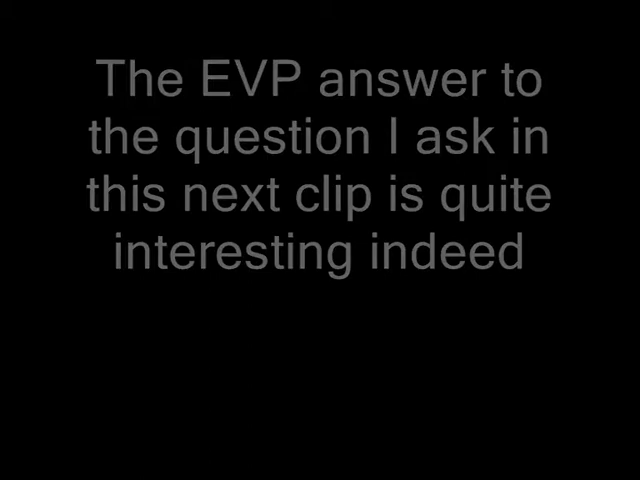 The EVP answer to
the question I ask in
this next clip is quite
interesting indeed